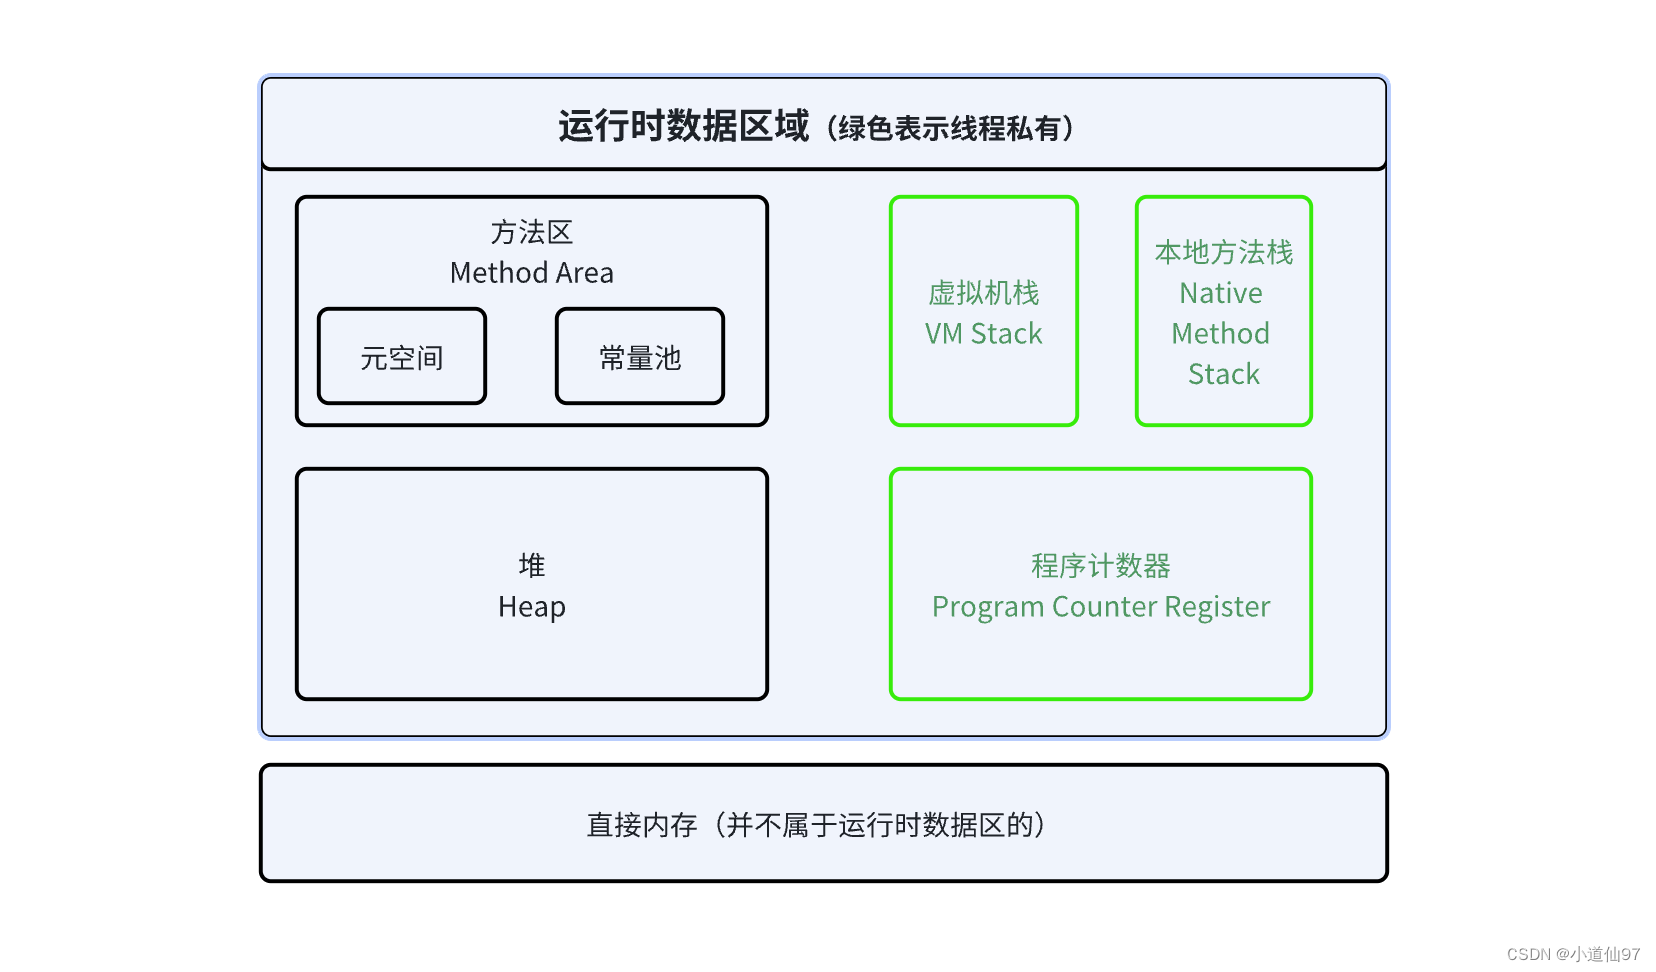 运行时数据区域（绿色表示线程私有）
方法区
Method Area
元空间
常量池
虚拟机栈
VM Stack
本地方法栈
Native
Method
Stack
堆
Heap
程序计数器
Program Counter Register
直接内存（并不属于运行时数据区的）
CSDN @小道仙97